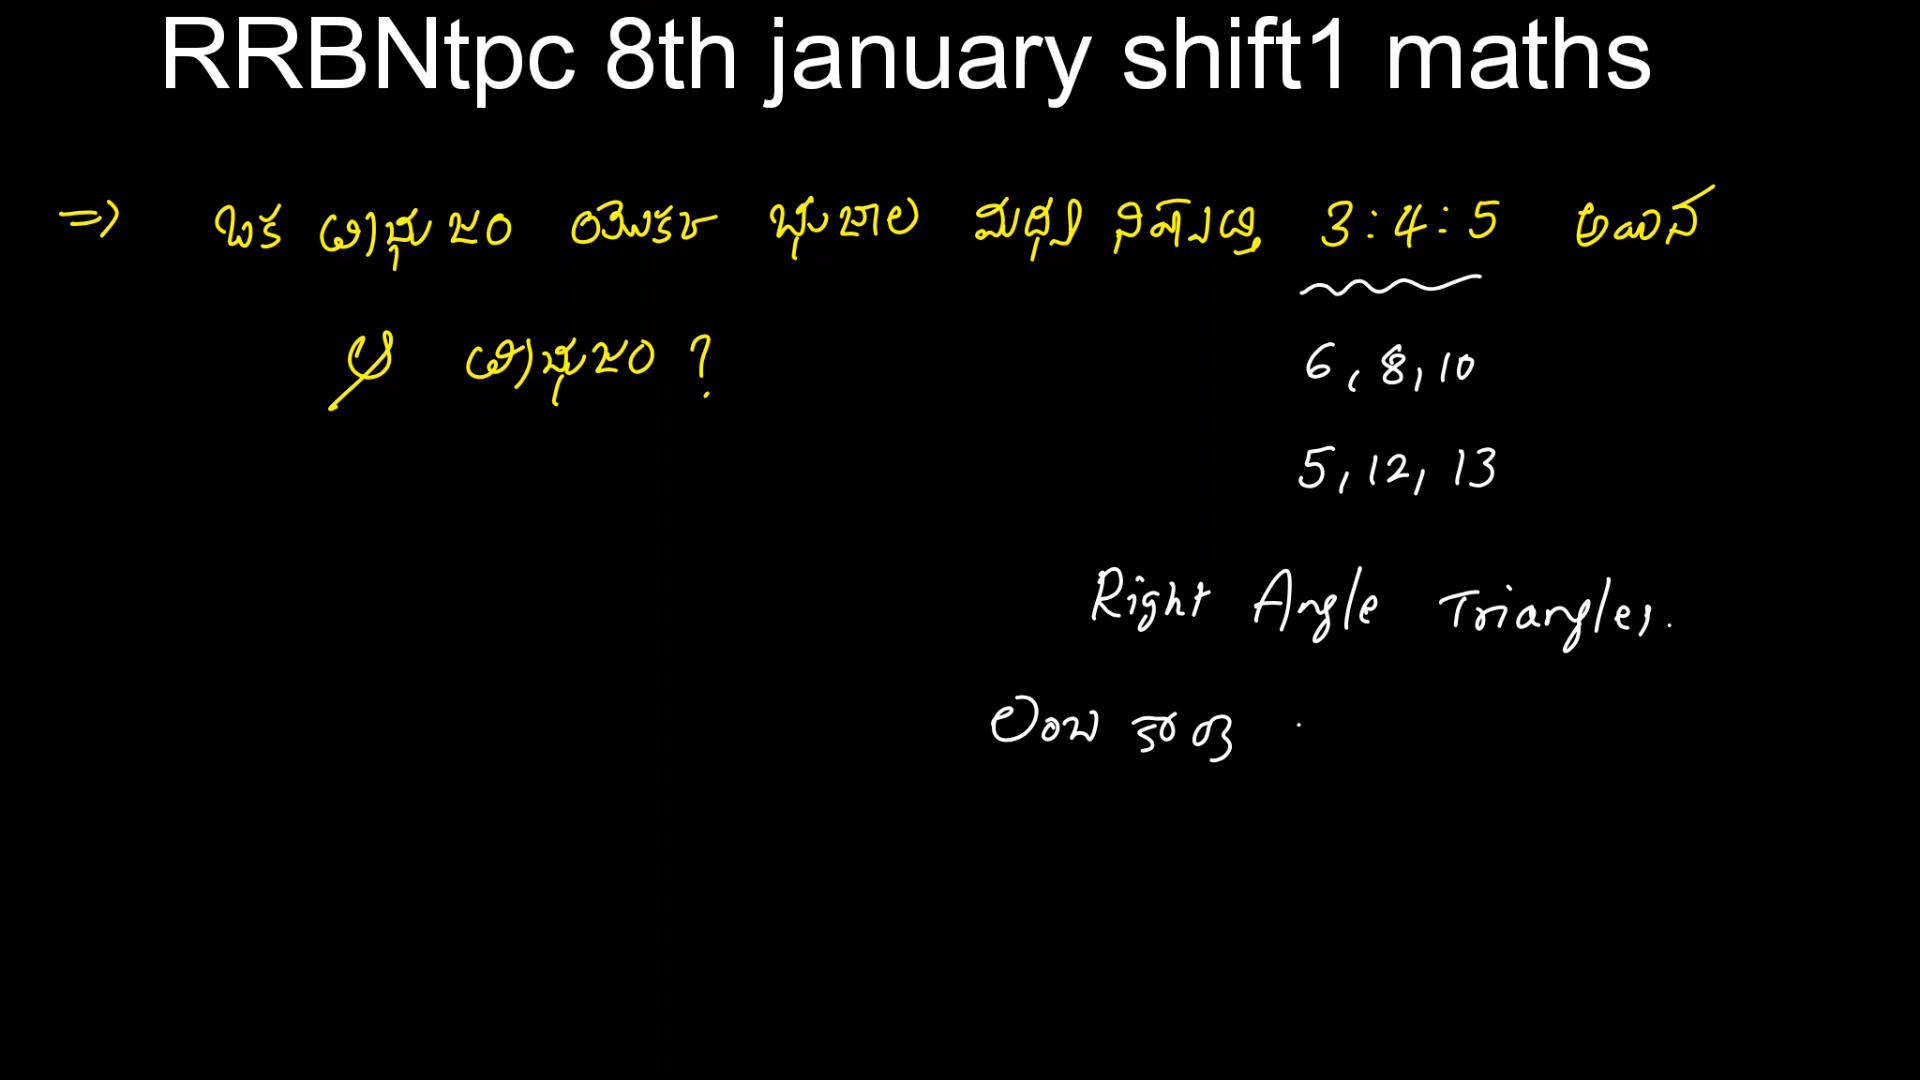 RRBNtpc 8th january shift1 maths
=> ఒక త్రిభుజం యొక్క భుజాల మధ్య నిష్పత్తి 3:4:5 అయిన
ఆ త్రిభుజం ?
6, 8, 10
5, 12, 13
Right Angle Triangles.
లంబ కోణ